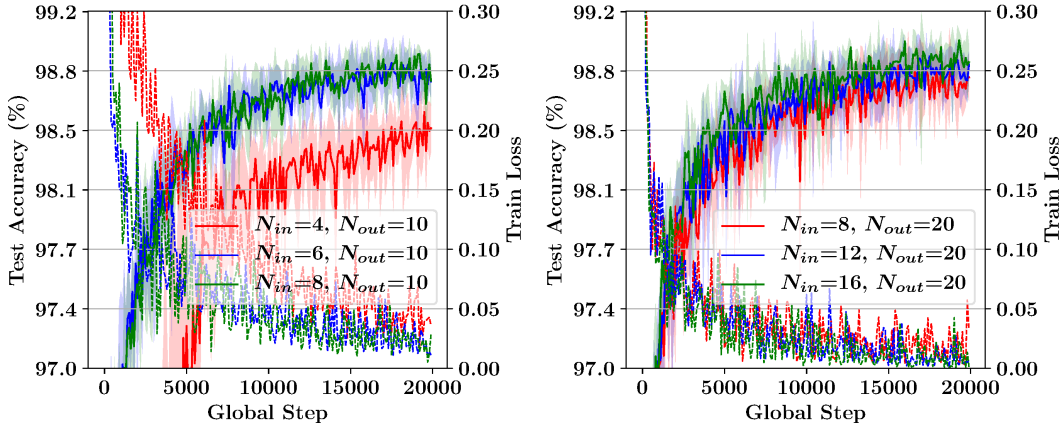 99.2
98.8
98.5
98.1
97.7
97.4
97.0
Test Accuracy (%)
0.30
0.25
0.20
0.15
0.10
0.05
0.00
Train Loss
N_in=4, N_out=10
N_in=6, N_out=10
N_in=8, N_out=10
0 5000 10000 15000 20000
Global Step
99.2
98.8
98.5
98.1
97.7
97.4
97.0
Test Accuracy (%)
0.30
0.25
0.20
0.15
0.10
0.05
0.00
Train Loss
N_in=8, N_out=20
N_in=12, N_out=20
N_in=16, N_out=20
0 5000 10000 15000 20000
Global Step